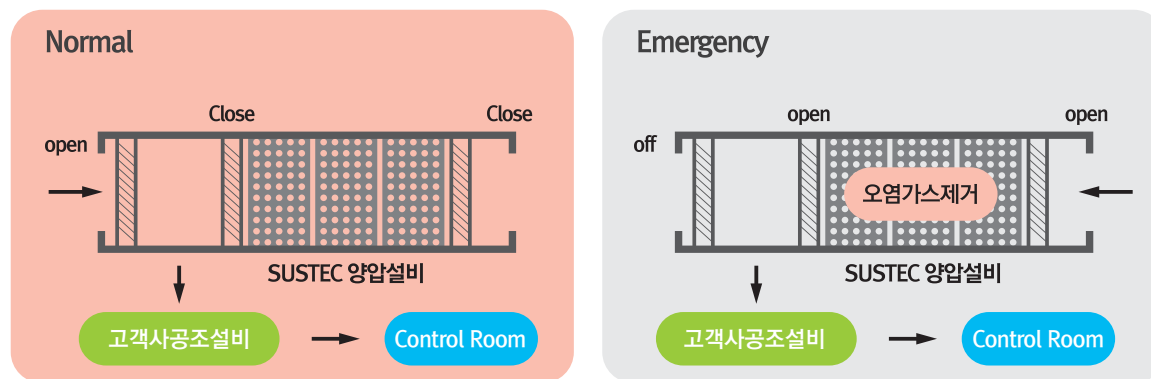 Normal
Close
Close
open
SUSTEC 양압설비
고객사공조설비
Control Room
Emergency
open
open
off
오염가스제거
SUSTEC 양압설비
고객사공조설비
Control Room